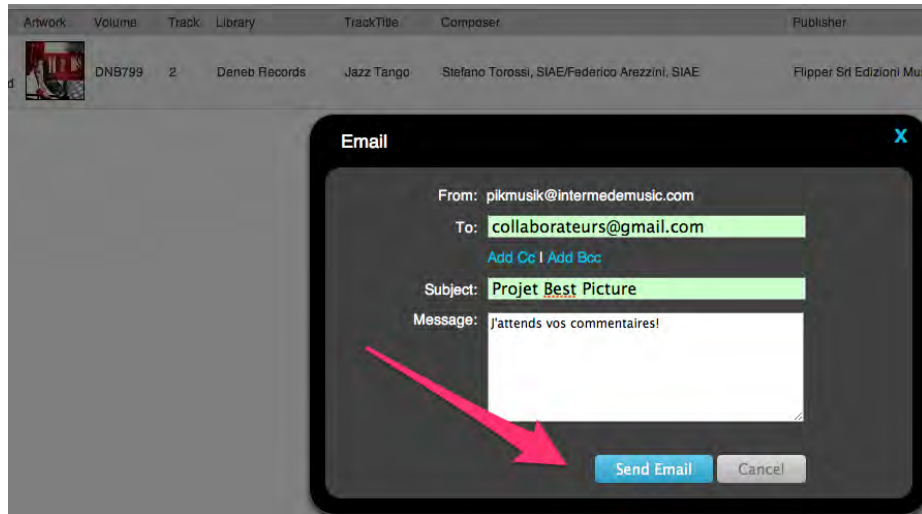 Artwork Volume Track Library TrackTitle Composer Publisher
DNB799 2 Deneb Records Jazz Tango Stefano Torossi, SIAE/Federico Arezzini, SIAE Flipper Srl Edizioni Mus
d
Email X
From: pikmusik@intermedemusic.com
To: collaborateurs@gmail.com
Add Cc | Add Bcc
Subject: Projet Best Picture
Message: J'attends vos commentaires!
Send Email Cancel